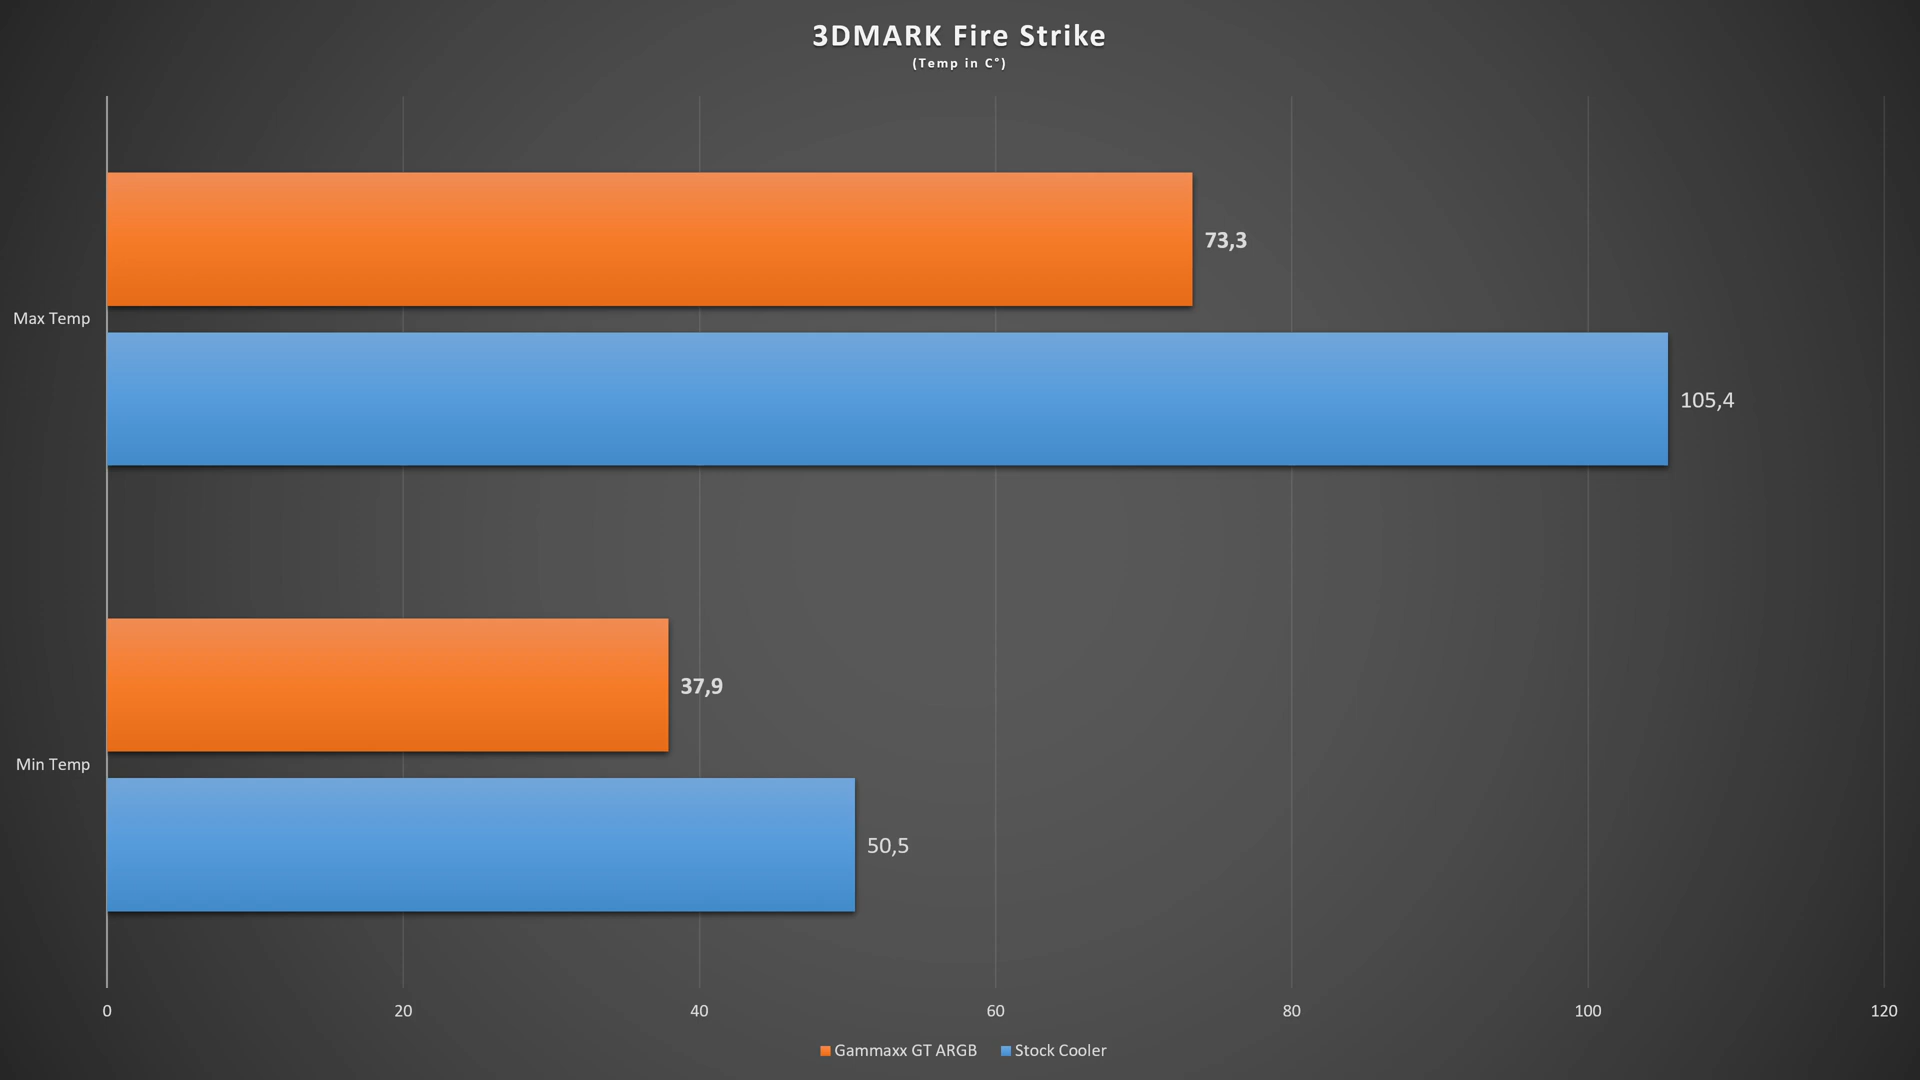 3DMARK Fire Strike
(Temp in C°)
73,3
Max Temp
105,4
37,9
Min Temp
50,5
0 20 40 60 80 100 120
Gammaxx GT ARGB Stock Cooler